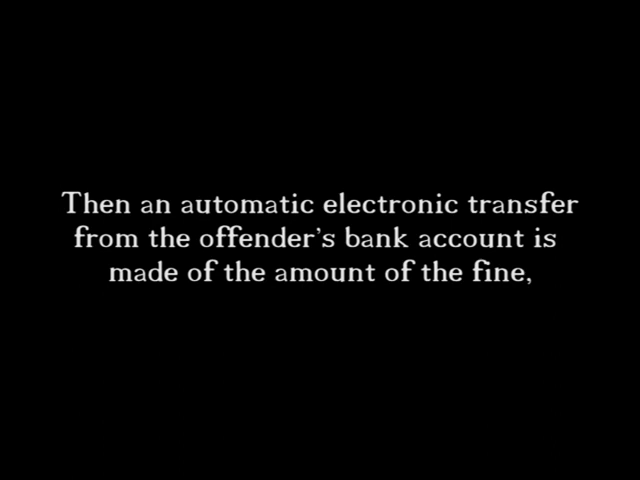 Then an automatic electronic transfer
from the offender's bank account is
made of the amount of the fine,